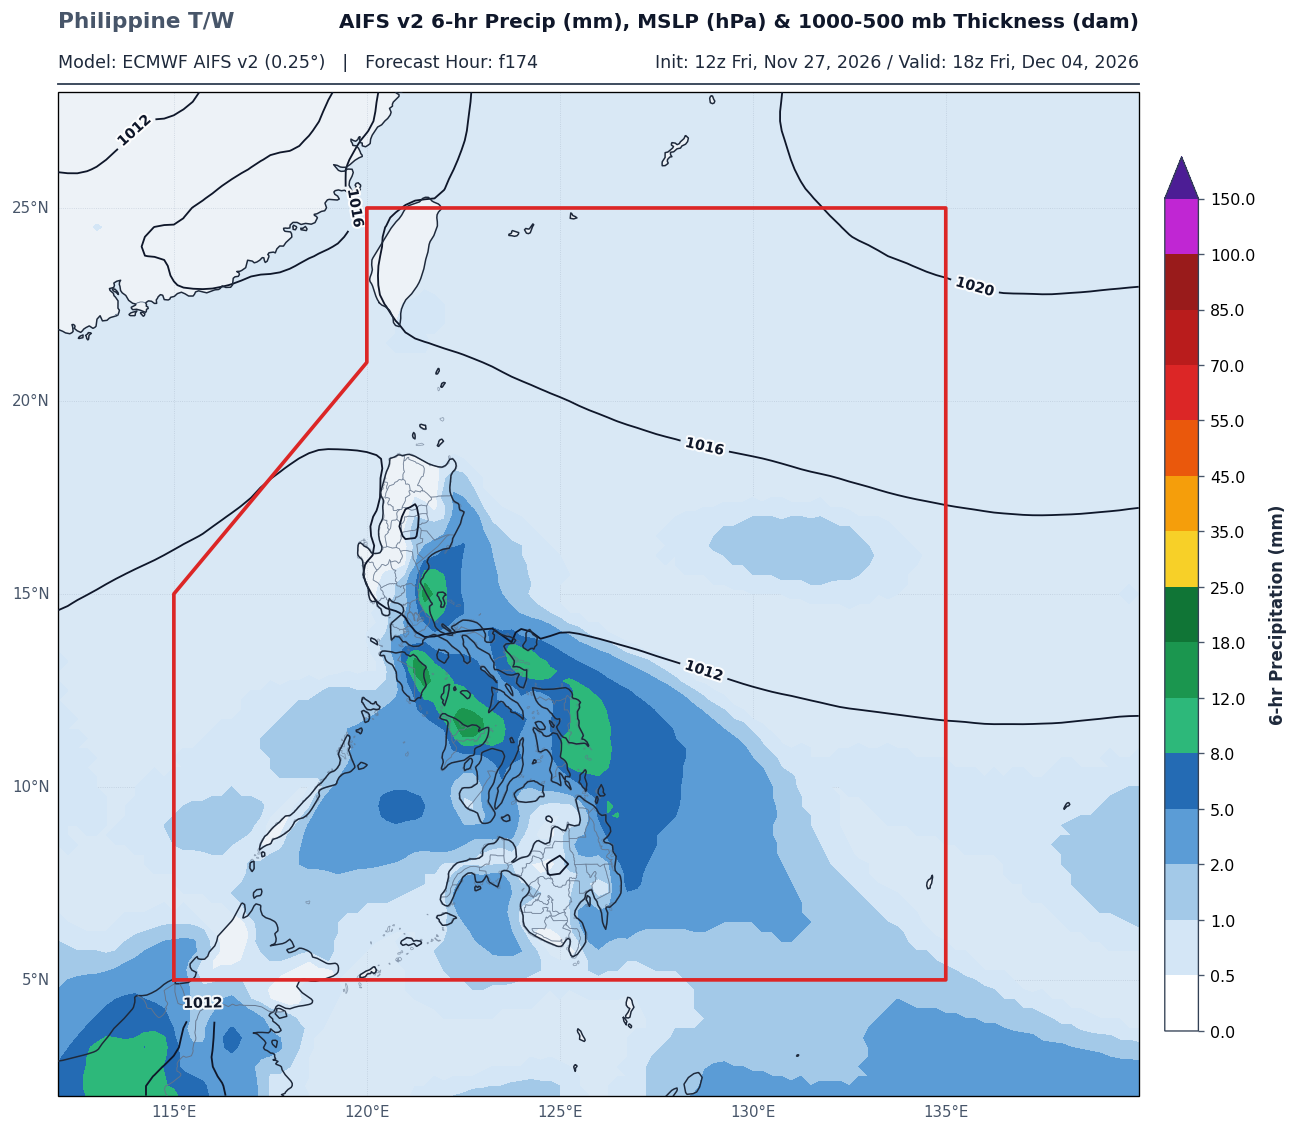 Philippine T/W
AIFS v2 6-hr Precip (mm), MSLP (hPa) & 1000-500 mb Thickness (dam)
Model: ECMWF AIFS v2 (0.25°)   |   Forecast Hour: f174
Init: 12z Fri, Nov 27, 2026 / Valid: 18z Fri, Dec 04, 2026
1012
1016
1020
1016
1012
1012
25°N
20°N
15°N
10°N
5°N
115°E
120°E
125°E
130°E
135°E
150.0
100.0
85.0
70.0
55.0
45.0
35.0
25.0
18.0
12.0
8.0
5.0
2.0
1.0
0.5
0.0
6-hr Precipitation (mm)